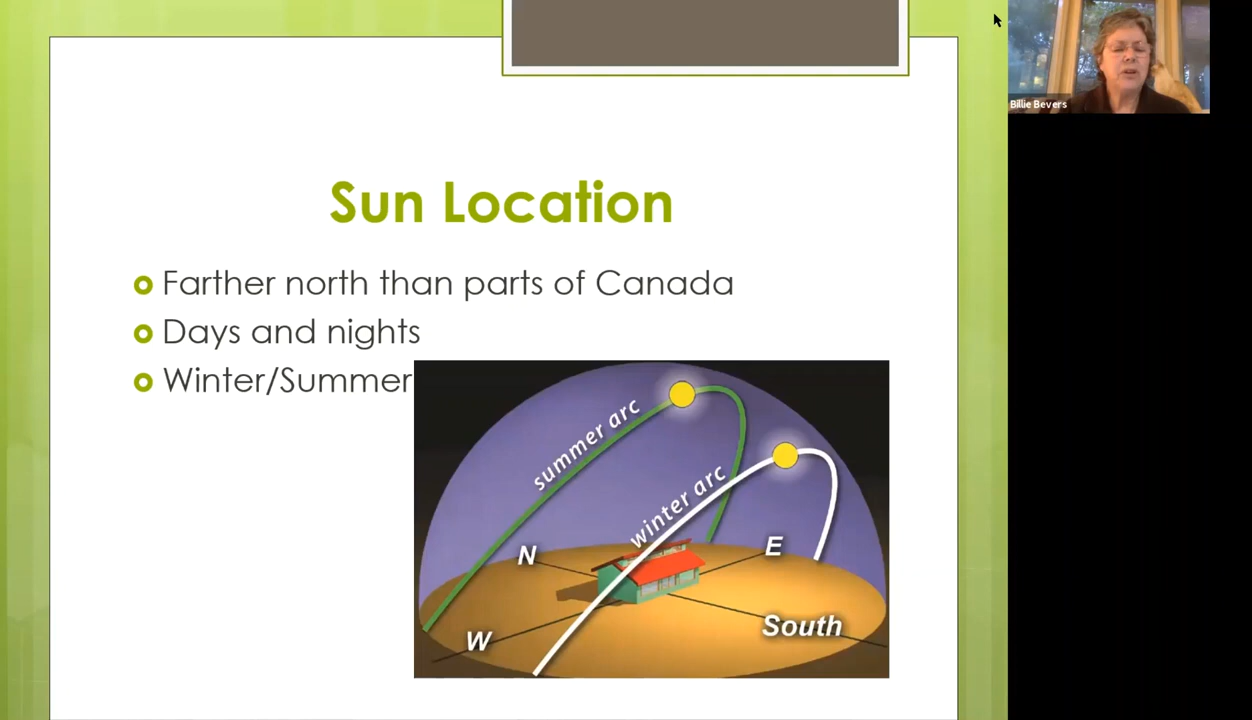 Billie Bevers
Sun Location
Farther north than parts of Canada
Days and nights
Winter/Summer
summer arc
winter arc
N
E
South
W